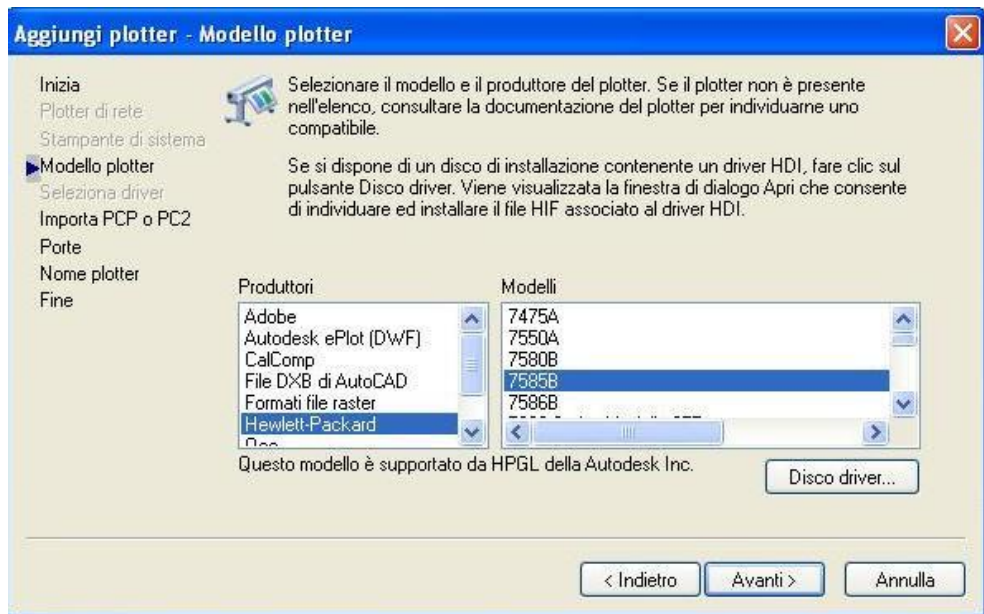 Aggiungi plotter - Modello plotter
Inizia
Plotter di rete
Stampante di sistema
Modello plotter
Seleziona driver
Importa PCP o PC2
Porte
Nome plotter
Fine
Selezionare il modello e il produttore del plotter. Se il plotter non è presente
nell'elenco, consultare la documentazione del plotter per individuarne uno
compatibile.
Se si dispone di un disco di installazione contenente un driver HDI, fare clic sul
pulsante Disco driver. Viene visualizzata la finestra di dialogo Apri che consente
di individuare ed installare il file HIF associato al driver HDI.
Produttori
Adobe
Autodesk ePlot (DWF)
CalComp
File DXB di AutoCAD
Formati file raster
Hewlett-Packard
Modelli
7475A
7550A
7580B
7585B
7586B
Questo modello è supportato da HPGL della Autodesk Inc.
Disco driver...
< Indietro
Avanti >
Annulla